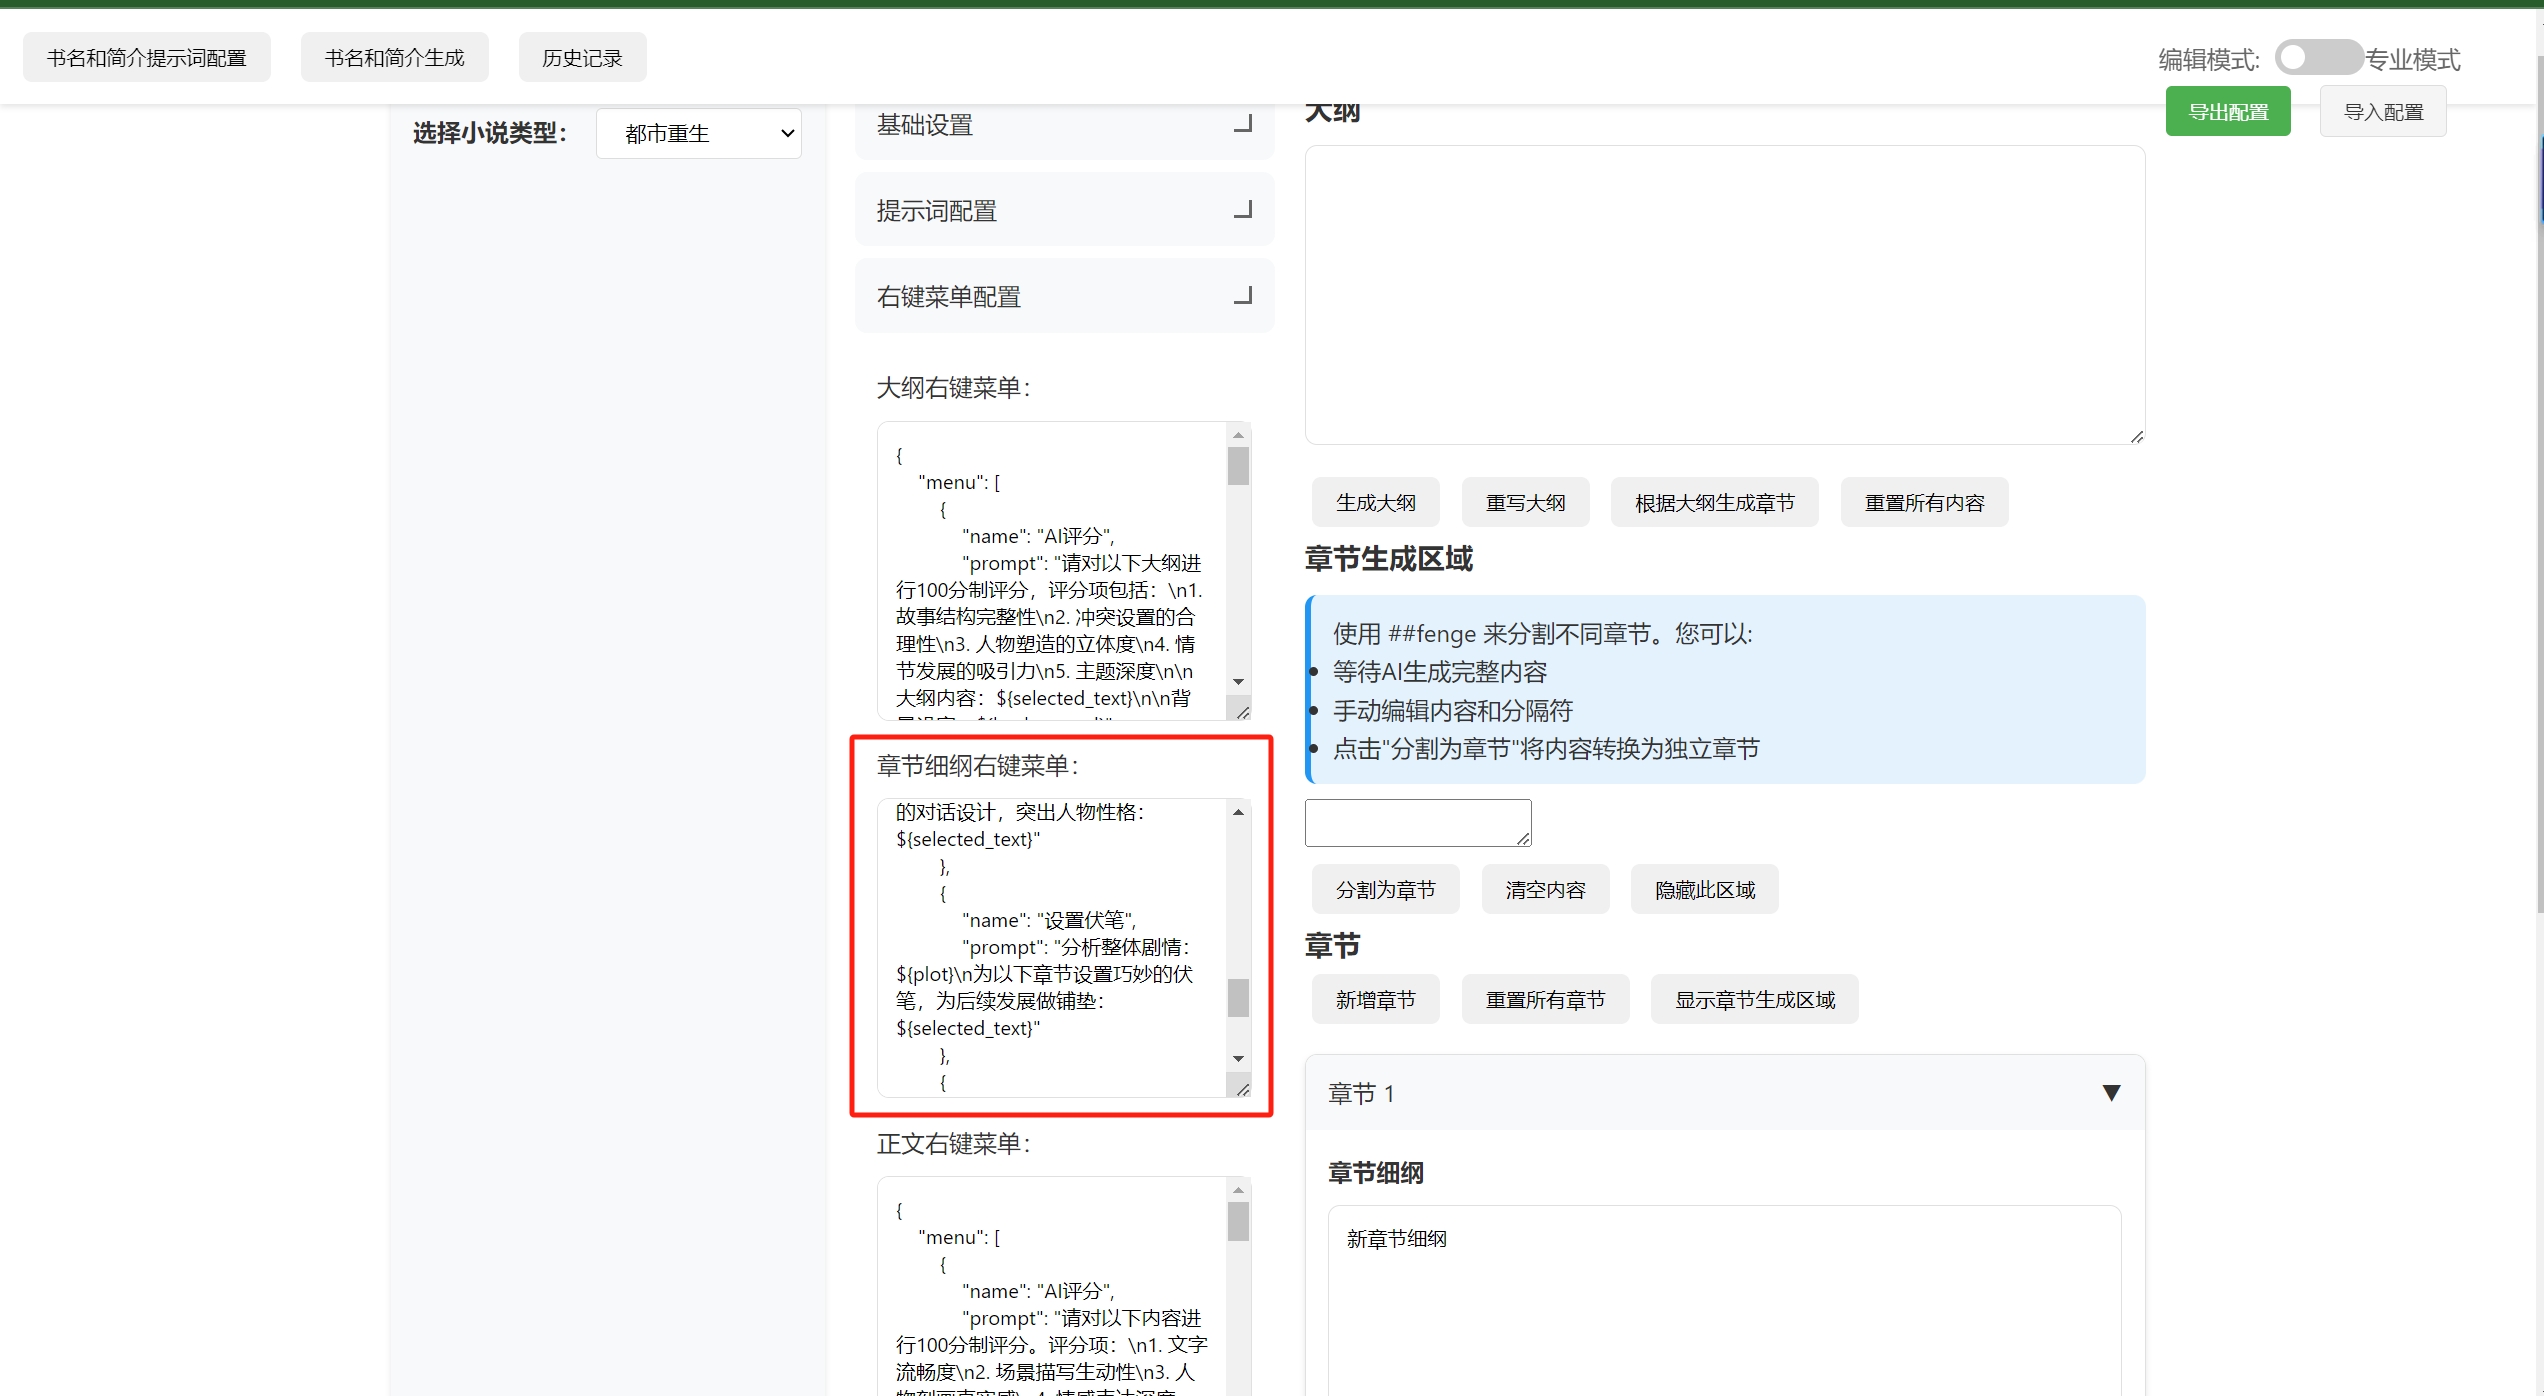 书名和简介提示词配置
书名和简介生成
历史记录
编辑模式:
专业模式
导出配置
导入配置
选择小说类型：
都市重生
基础设置
提示词配置
右键菜单配置
大纲右键菜单：
{
"menu": [
{
"name": "AI评分",
"prompt": "请对以下大纲进
行100分制评分，评分项包括：\n1.
故事结构完整性\n2. 冲突设置的合
理性\n3. 人物塑造的立体度\n4. 情
节发展的吸引力\n5. 主题深度\n\n
大纲内容：${selected_text}\n\n背
章节细纲右键菜单：
的对话设计，突出人物性格：
${selected_text}"
},
{
"name": "设置伏笔",
"prompt": "分析整体剧情：
${plot}\n为以下章节设置巧妙的伏
笔，为后续发展做铺垫：
${selected_text}"
},
{
正文右键菜单：
{
"menu": [
{
"name": "AI评分",
"prompt": "请对以下内容进
行100分制评分。评分项：\n1. 文字
流畅度\n2. 场景描写生动性\n3. 人
大纲
生成大纲
重写大纲
根据大纲生成章节
重置所有内容
章节生成区域
使用 ##fenge 来分割不同章节。您可以:
等待AI生成完整内容
手动编辑内容和分隔符
点击"分割为章节"将内容转换为独立章节
分割为章节
清空内容
隐藏此区域
章节
新增章节
重置所有章节
显示章节生成区域
章节 1
▼
章节细纲
新章节细纲